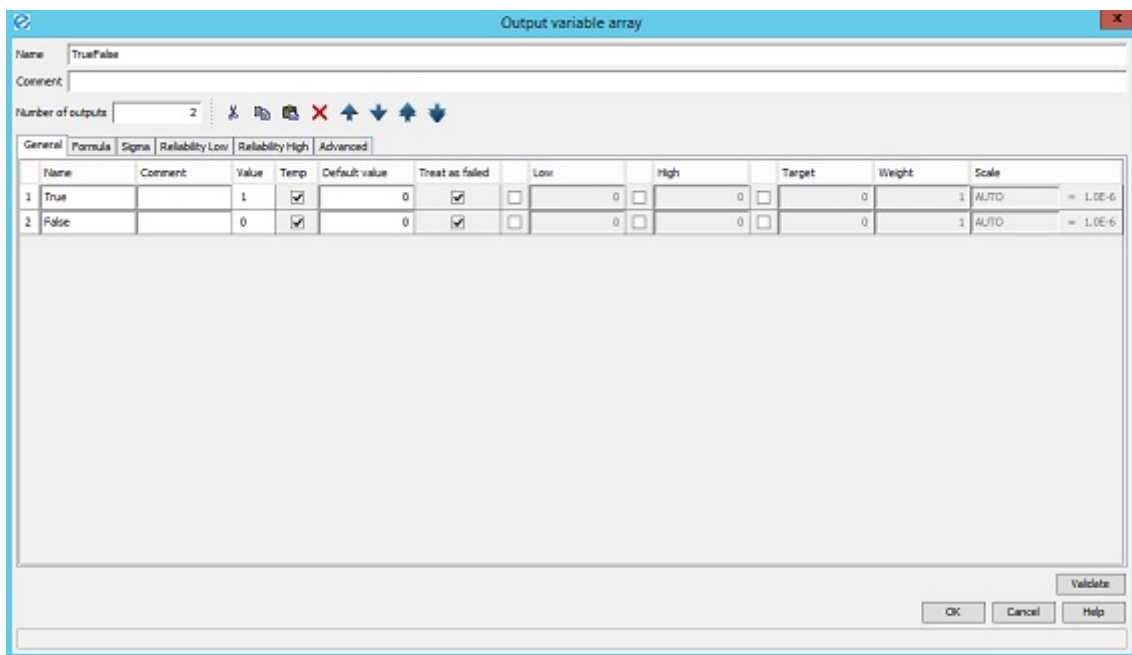 Output variable array
x
Name TrueFalse
Comment
Number of outputs 2
General Formula Sigma Reliability Low Reliability High Advanced
Name Comment Value Temp Default value Treat as failed Low High Target Weight Scale
1 True 1 0 0 0 0 1 AUTO = 1.0E-6
2 False 0 0 0 0 0 1 AUTO = 1.0E-6
Validate
OK Cancel Help